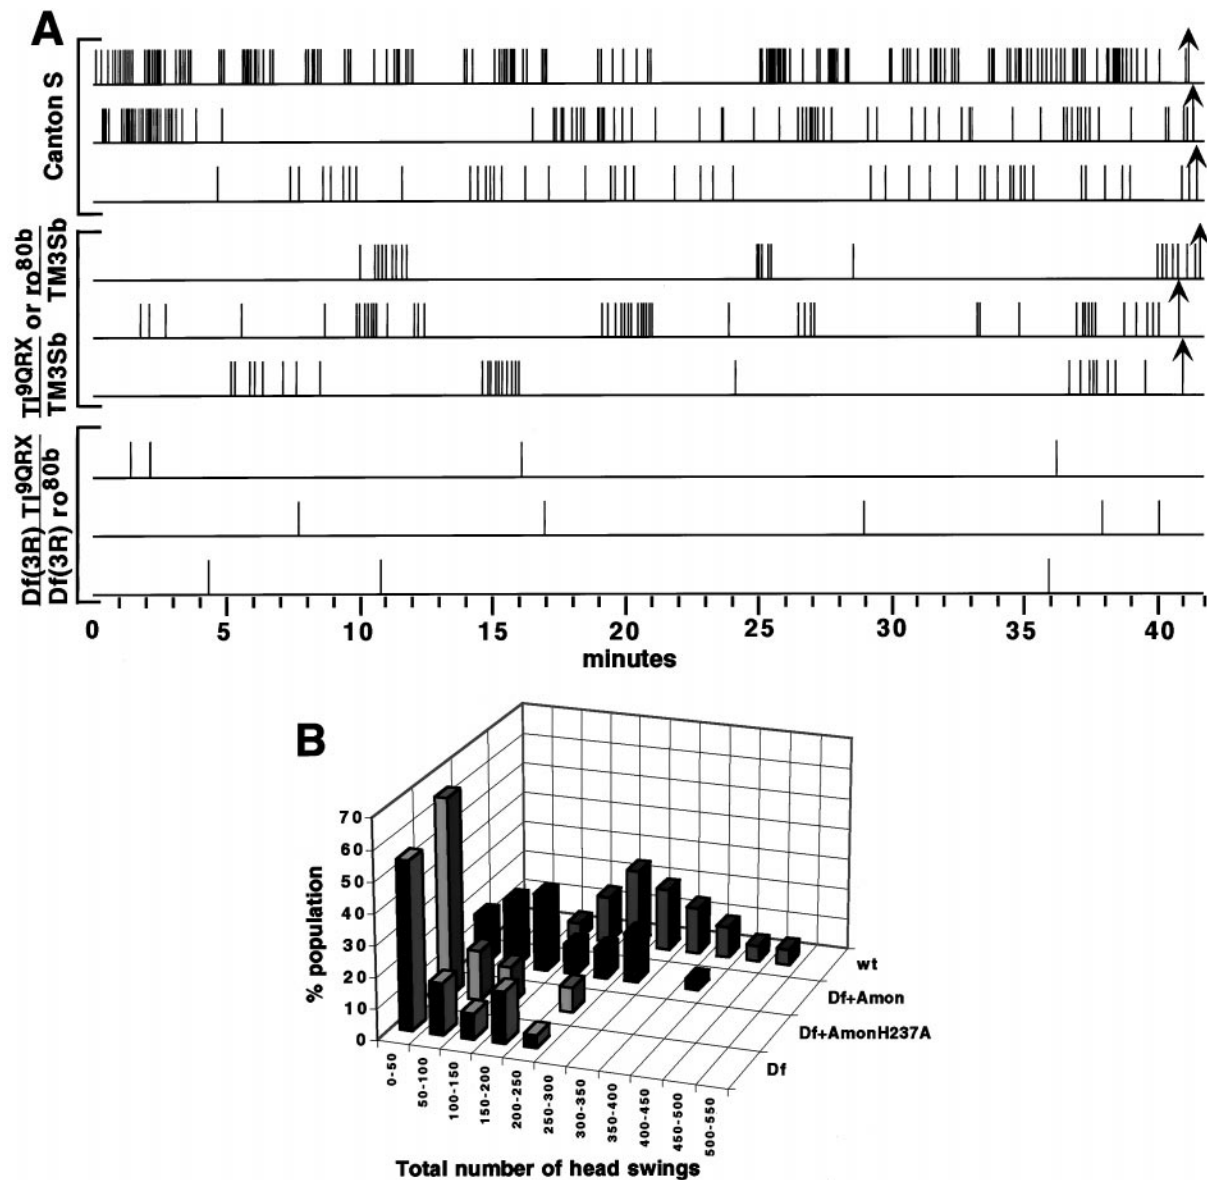 A
Canton S
Tl9QRX or ro80b
TM3Sb TM3Sb
Df(3R) Tl9QRX
Df(3R) ro80b
0 5 10 15 20 25 30 35 40
minutes
B
70
60
50
40
30
20
10
0
% population
wt
Df+Amon
Df+AmonH237A
Df
0-50
50-100
100-150
150-200
200-250
250-300
300-350
350-400
400-450
450-500
500-550
Total number of head swings